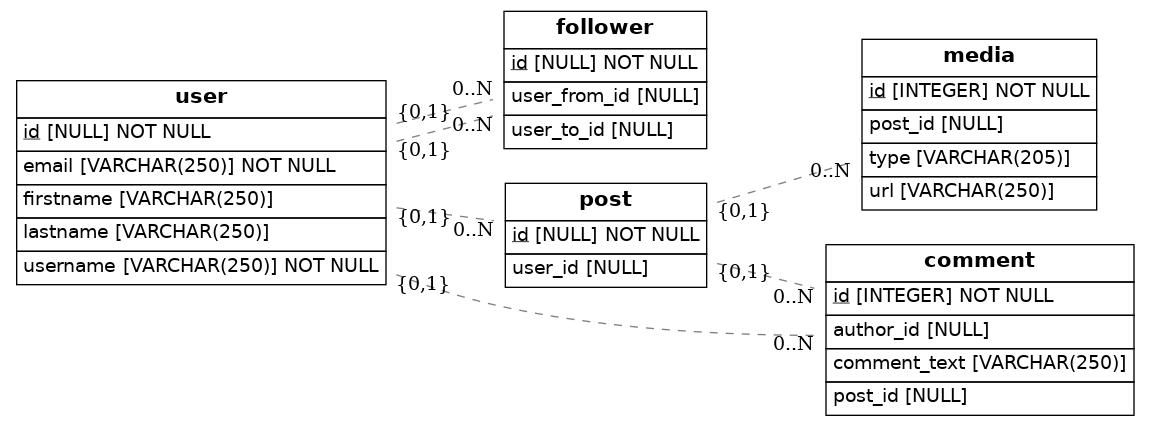 user
id [NULL] NOT NULL
email [VARCHAR(250)] NOT NULL
firstname [VARCHAR(250)]
lastname [VARCHAR(250)]
username [VARCHAR(250)] NOT NULL
follower
id [NULL] NOT NULL
user_from_id [NULL]
user_to_id [NULL]
post
id [NULL] NOT NULL
user_id [NULL]
media
id [INTEGER] NOT NULL
post_id [NULL]
type [VARCHAR(205)]
url [VARCHAR(250)]
comment
id [INTEGER] NOT NULL
author_id [NULL]
comment_text [VARCHAR(250)]
post_id [NULL]
0..N
{0,1}
0..N
{0,1}
{0,1}
0..N
{0,1}
0..N
0..N
{0,1}
{0,1}
0..N